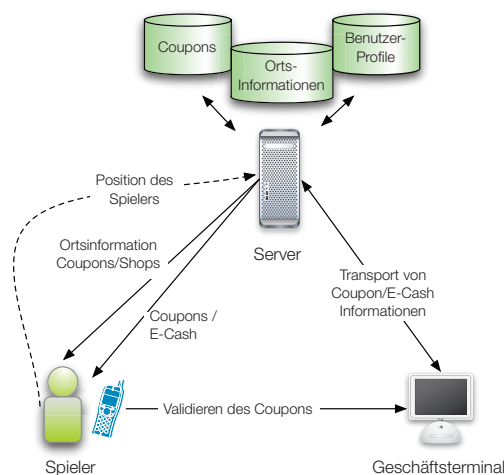 Coupons
Orts-
Informationen
Benutzer-
Profile
Position des
Spielers
Server
Ortsinformation
Coupons/Shops
Transport von
Coupon/E-Cash
Informationen
Coupons /
E-Cash
Validieren des Coupons
Spieler
Geschäftsterminal